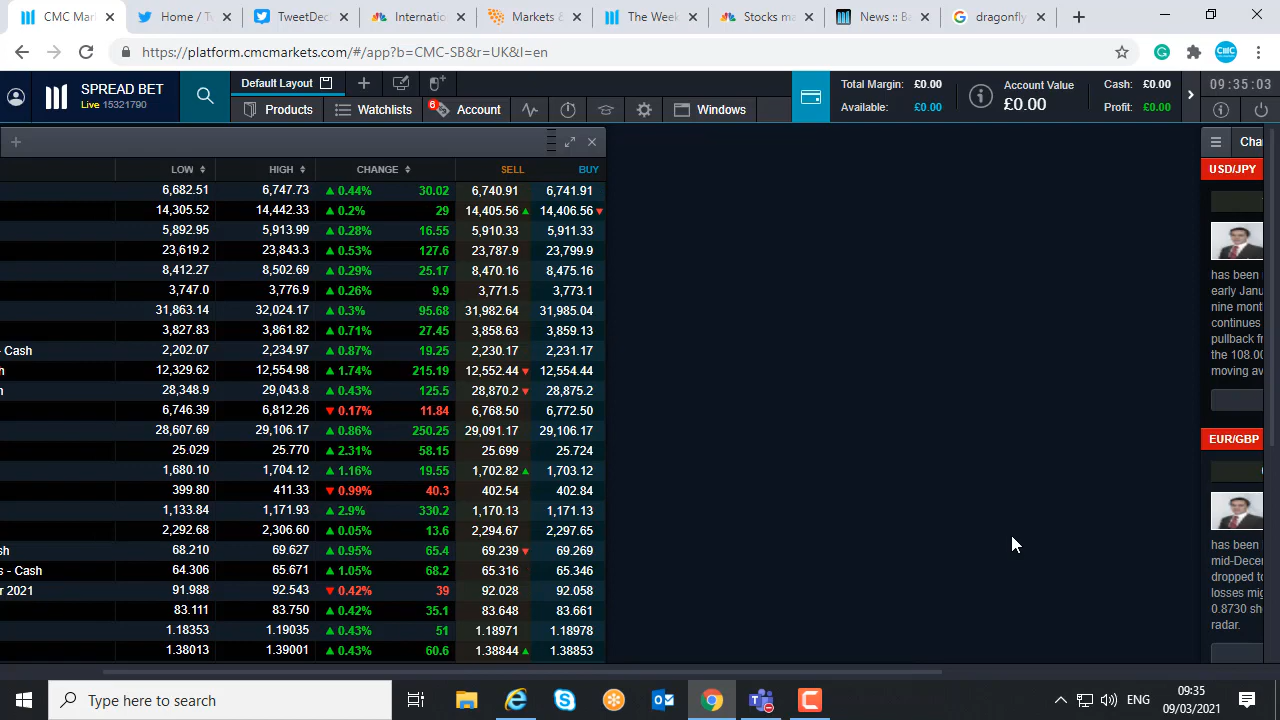 CMC Mar
Home / Tw
TweetDec
Internatio
Markets &
The Week
Stocks ma
News :: Ba
dragonfly
https://platform.cmcmarkets.com/#/app?b=CMC-SB&r=UK&l=en
SPREAD BET
Live 15321790
Default Layout
Products
Watchlists
6
Account
Windows
Total Margin: £0.00
Available: £0.00
Account Value
£0.00
Cash: £0.00
Profit: £0.00
09:35:03
Char
LOW HIGH CHANGE SELL BUY
6,682.51 6,747.73 0.44% 30.02 6,740.91 6,741.91
14,305.52 14,442.33 0.2% 29 14,405.56 14,406.56
5,892.95 5,913.99 0.28% 16.55 5,910.33 5,911.33
23,619.2 23,843.3 0.53% 127.6 23,787.9 23,799.9
8,412.27 8,502.69 0.29% 25.17 8,470.16 8,475.16
3,747.0 3,776.9 0.26% 9.9 3,771.5 3,773.1
31,863.14 32,024.17 0.3% 95.68 31,982.64 31,985.04
3,827.83 3,861.82 0.71% 27.45 3,858.63 3,859.13
- Cash 2,202.07 2,234.97 0.87% 19.25 2,230.17 2,231.17
h 12,329.62 12,554.98 1.74% 215.19 12,552.44 12,554.44
n 28,348.9 29,043.8 0.43% 125.5 28,870.2 28,875.2
6,746.39 6,812.26 0.17% 11.84 6,768.50 6,772.50
28,607.69 29,106.17 0.86% 250.25 29,091.17 29,106.17
25.029 25.770 2.31% 58.15 25.699 25.724
1,680.10 1,704.12 1.16% 19.55 1,702.82 1,703.12
399.80 411.33 0.99% 40.3 402.54 402.84
1,133.84 1,171.93 2.9% 330.2 1,170.13 1,171.13
2,292.68 2,306.60 0.05% 13.6 2,294.67 2,297.65
sh 68.210 69.627 0.95% 65.4 69.239 69.269
s - Cash 64.306 65.671 1.05% 68.2 65.316 65.346
r 2021 91.988 92.543 0.42% 39 92.028 92.058
83.111 83.750 0.42% 35.1 83.648 83.661
1.18353 1.19035 0.43% 51 1.18971 1.18978
1.38013 1.39001 0.43% 60.6 1.38844 1.38853
USD/JPY
has been
early Janu
nine mont
continues
pullback fr
the 108.00
moving av
EUR/GBP
has been
mid-Decem
dropped to
losses mig
0.8730 sho
radar.
Type here to search
ENG
09:35
09/03/2021